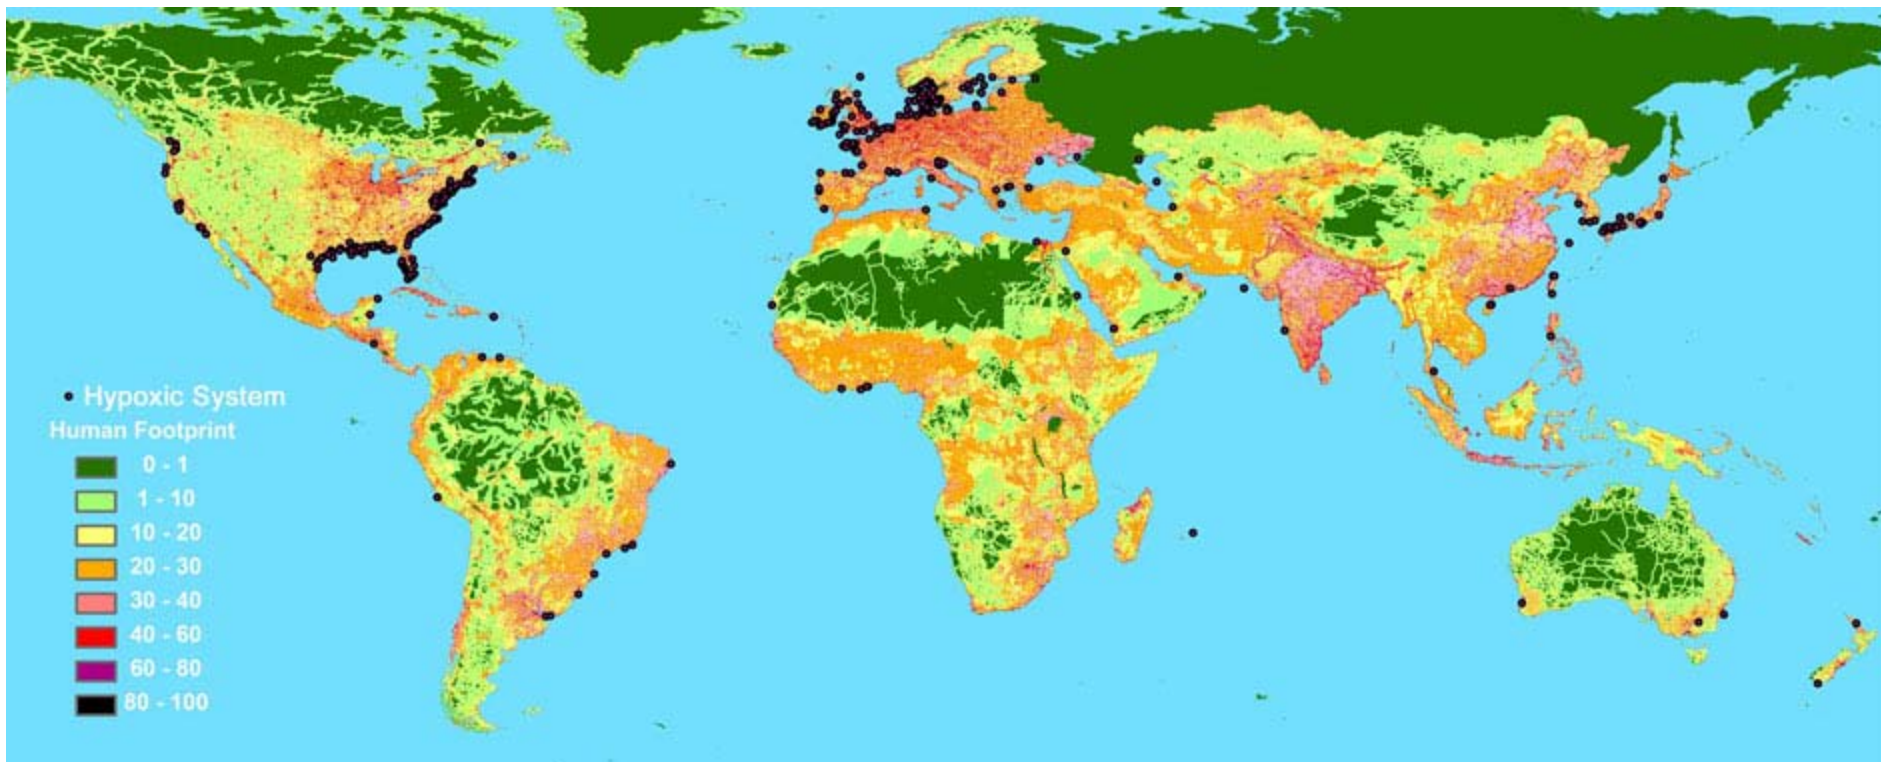 Hypoxic System
Human Footprint
0 - 1
1 - 10
10 - 20
20 - 30
30 - 40
40 - 60
60 - 80
80 - 100